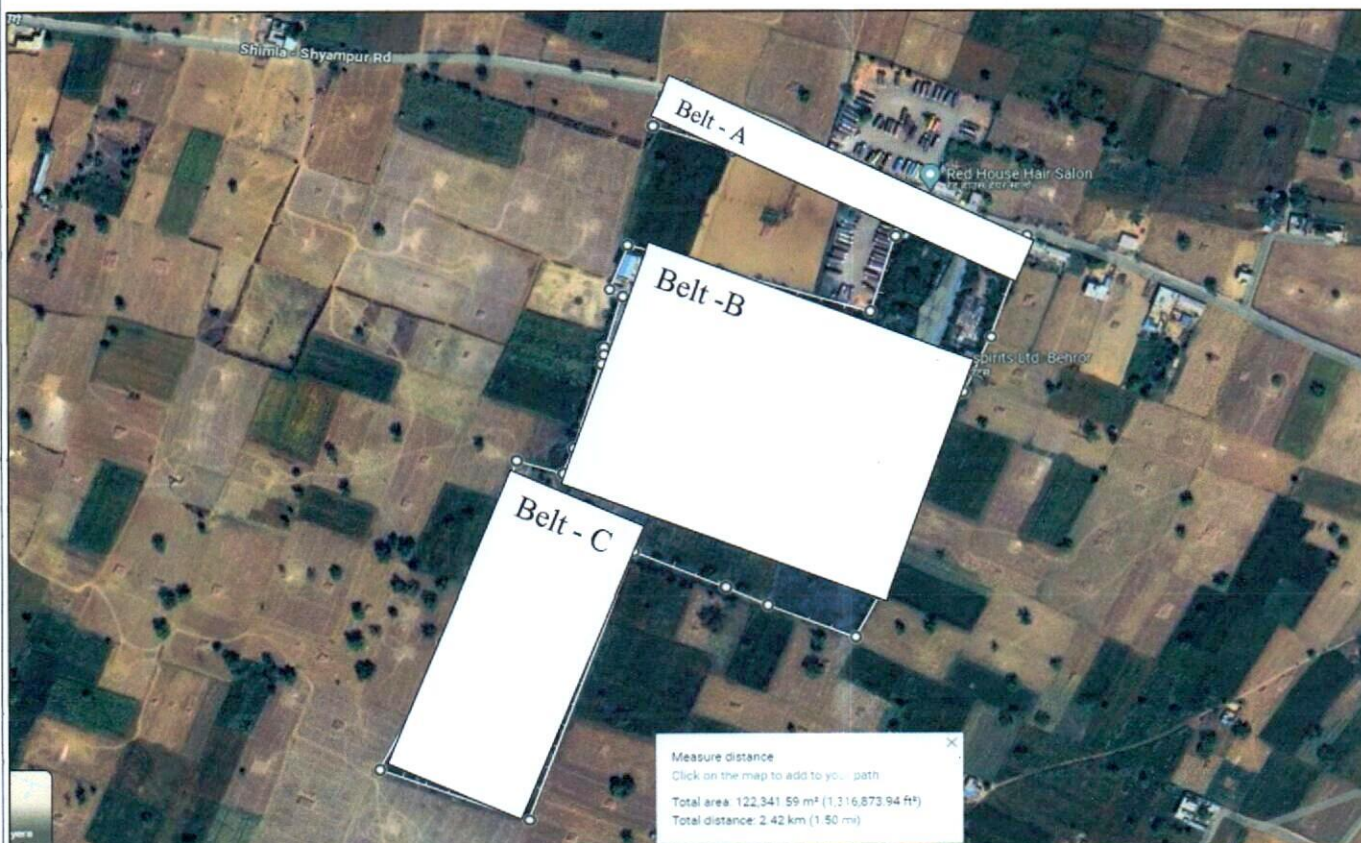 Shimla - Shyampur Rd
Belt - A
Red House Hair Salon
Belt -B
Spirits Ltd, Behror
Belt - C
Measure distance
Click on the map to add to your path
Total area: 122,341.59 m² (1,316,873.94 ft²)
Total distance: 2.42 km (1.50 mi)
yers